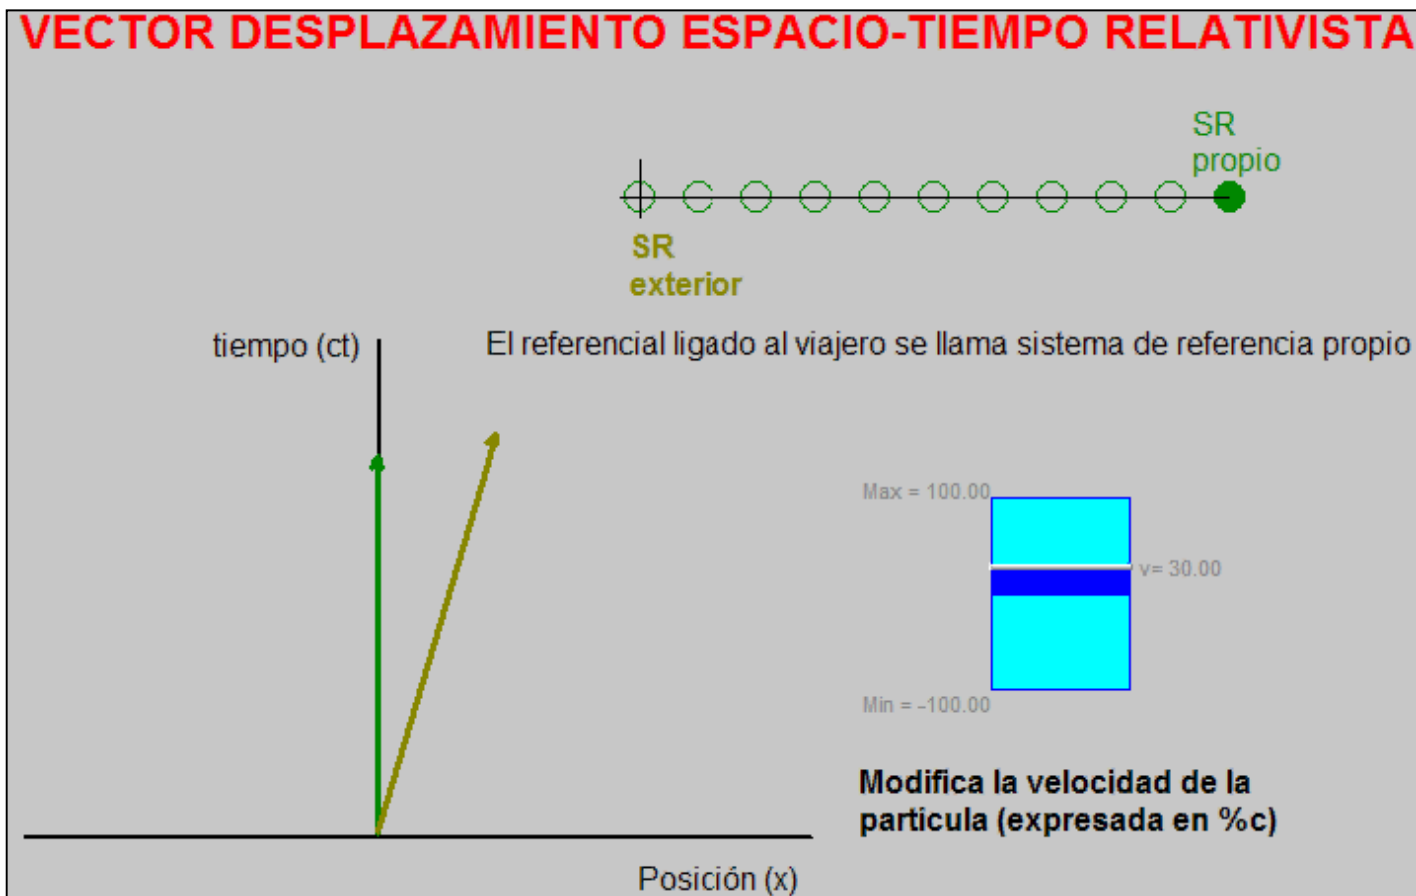 VECTOR DESPLAZAMIENTO ESPACIO-TIEMPO RELATIVISTA
SR
propio
SR
exterior
tiempo (ct)
El referencial ligado al viajero se llama sistema de referencia propio
Max = 100.00
v= 30.00
Min = -100.00
Modifica la velocidad de la
partícula (expresada en %c)
Posición (x)